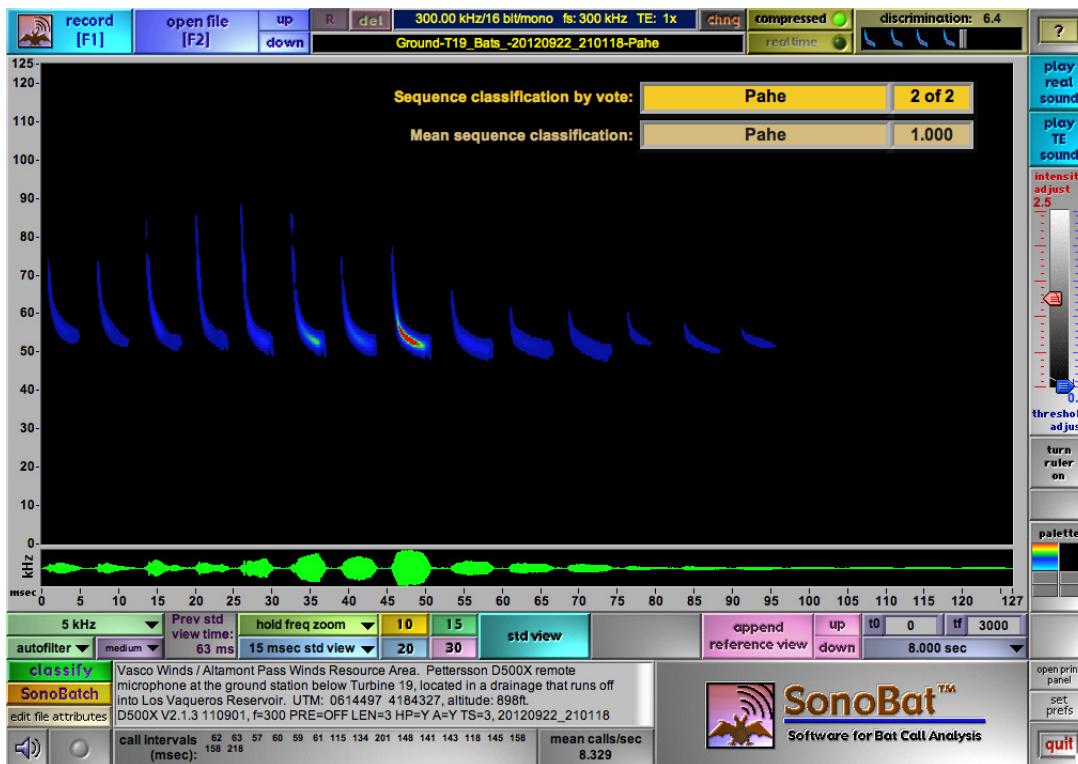 record
[F1]
open file
[F2]
up
down
R
del
300.00 kHz/16 bit/mono fs: 300 kHz TE: 1x
chng
Ground-T19_Bats_-20120922_210118-Pahe
compressed
real time
discrimination: 6.4
?
play
real
sound
play
TE
sound
intensit
adjust
2.5
0.
threshol
adjus
turn
ruler
on
palette
Sequence classification by vote: Pahe 2 of 2
Mean sequence classification: Pahe 1.000
125
120
110
100
90
80
70
60
50
40
30
20
10
0
kHz
msec
0 5 10 15 20 25 30 35 40 45 50 55 60 65 70 75 80 85 90 95 100 105 110 115 120 127
5 kHz
autofilter
medium
Prev std
view time:
63 ms
hold freq zoom
15 msec std view
10 15
20 30
std view
append
reference view
up
down
t0 0 tf 3000
8.000 sec
classify
SonoBatch
edit file attributes
Vasco Winds / Altamont Pass Winds Resource Area. Pettersson D500X remote
microphone at the ground station below Turbine 19, located in a drainage that runs off
into Los Vaqueros Reservoir. UTM: 0614497 4184327, altitude: 898ft.
D500X V2.1.3 110901, f=300 PRE=OFF LEN=3 HP=Y A=Y TS=3, 20120922_210118
call intervals
(msec):
62 63 57 60 59 61 115 134 201 148 141 143 118 145 158
158 218
mean calls/sec
8.329
SonoBat™
Software for Bat Call Analysis
open prin
panel
set
prefs
quit